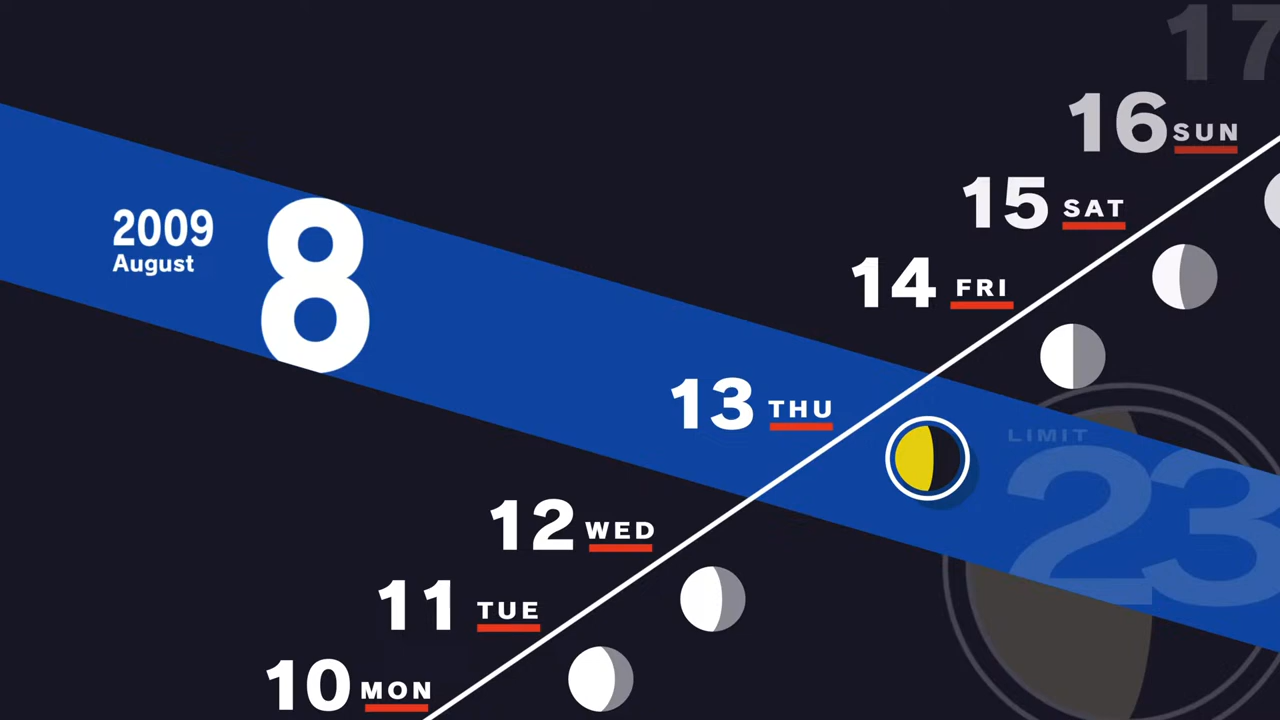 17
16 SUN
15 SAT
14 FRI
2009
August
8
13 THU
LIMIT
23
12 WED
11 TUE
10 MON